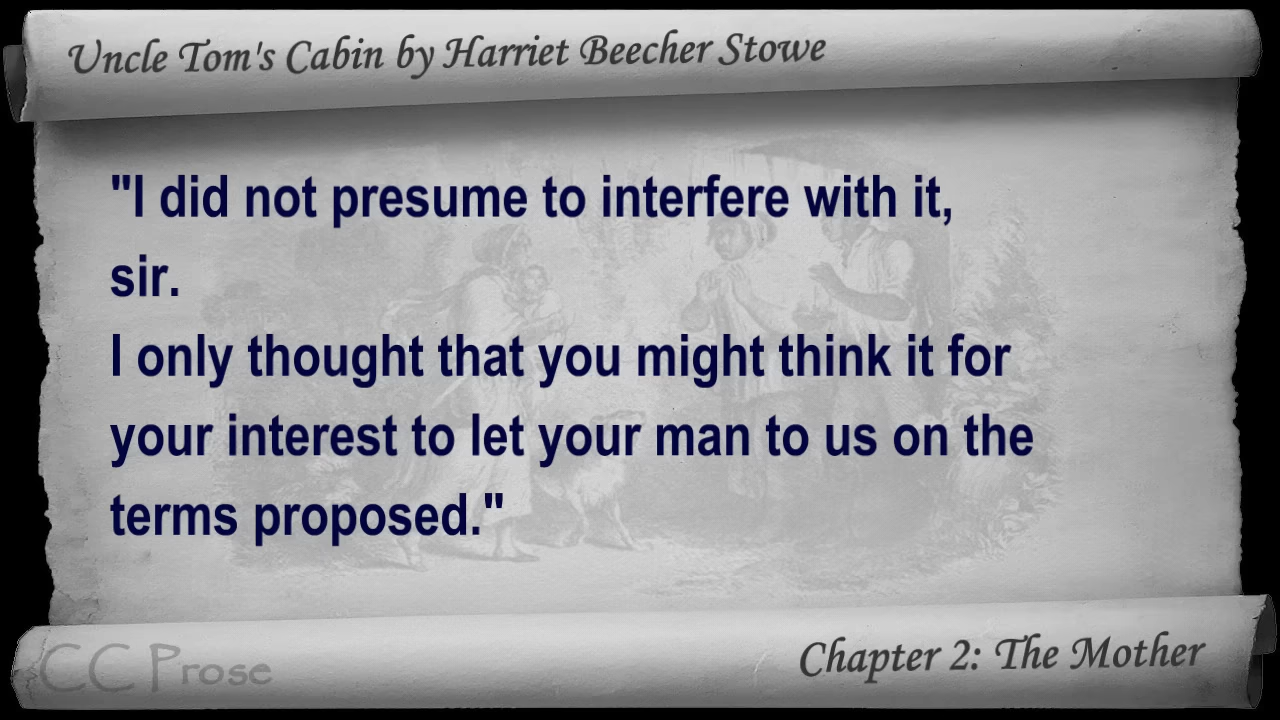 Uncle Tom's Cabin by Harriet Beecher Stowe
"I did not presume to interfere with it,
sir.
I only thought that you might think it for
your interest to let your man to us on the
terms proposed."
CC Prose
Chapter 2: The Mother